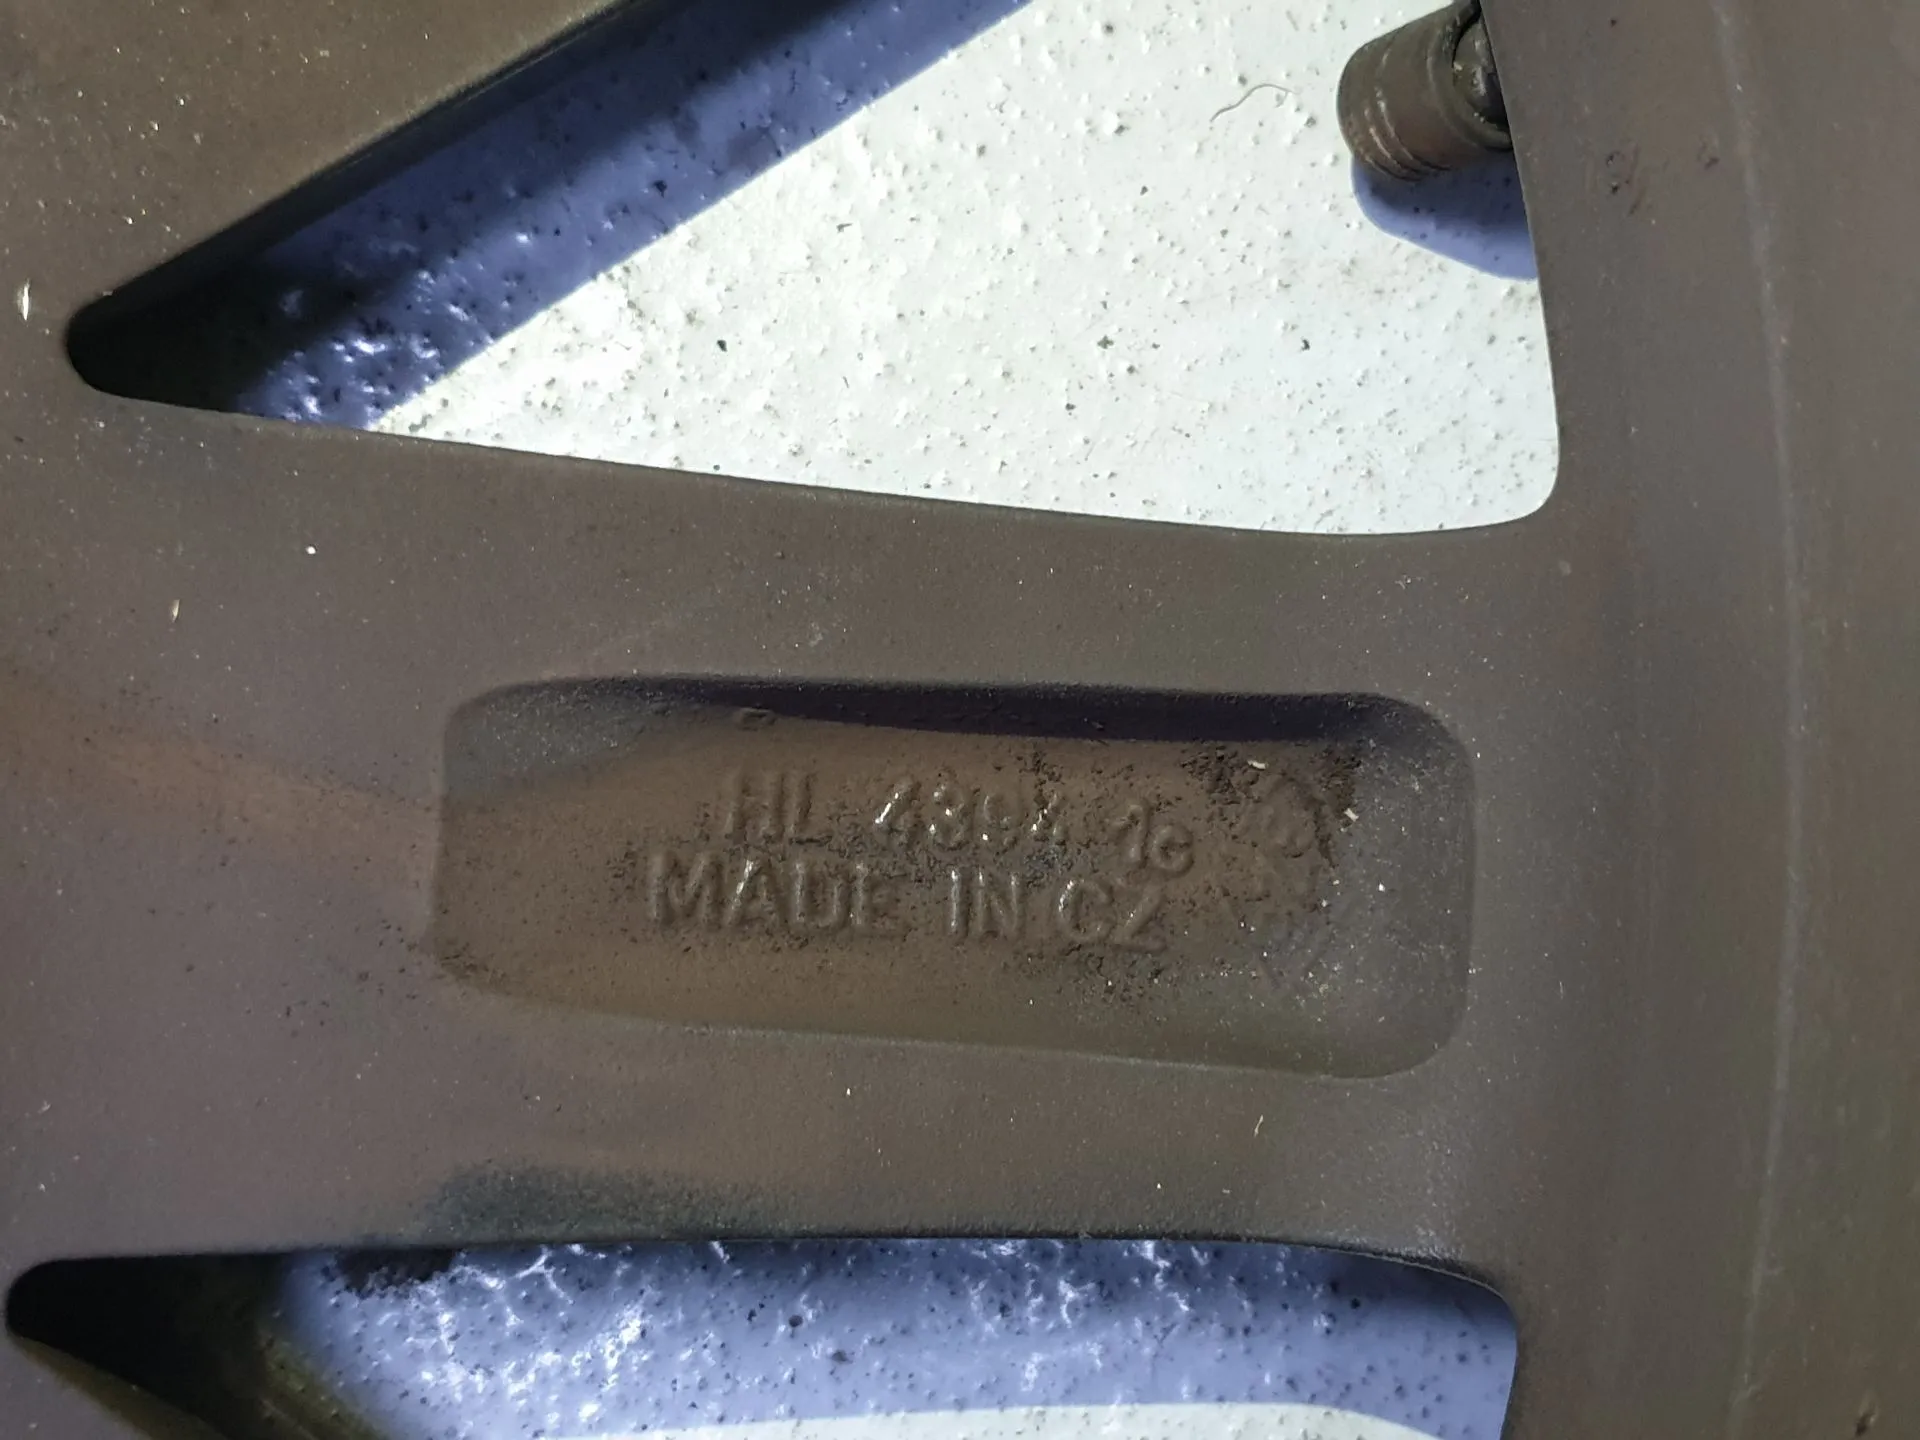 HL 4394 1c
MADE IN CZ